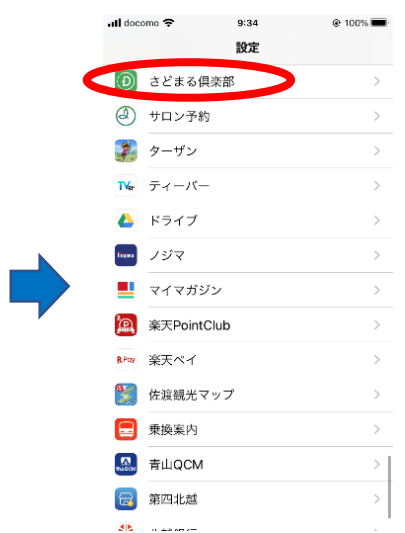 docomo 9:34 100%
設定
さどまる倶楽部
サロン予約
ターザン
ティーバー
ドライブ
ノジマ
マイマガジン
楽天PointClub
R Pay 楽天ペイ
佐渡観光マップ
乗換案内
青山QCM
第四北越